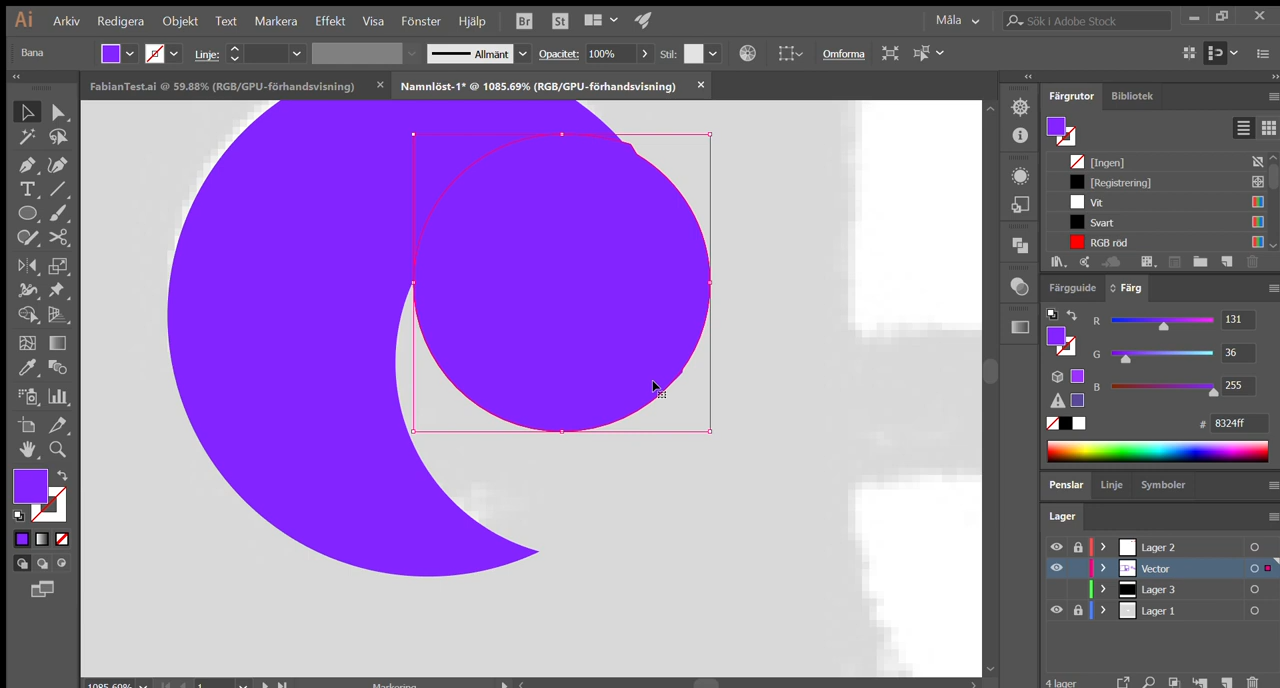 Ai Arkiv Redigera Objekt Text Markera Effekt Visa Fönster Hjälp Br St Måla Sök i Adobe Stock
Bana Linje: Allmänt Opacitet: 100% Stil: Omforma
FabianTest.ai @ 59.88% (RGB/GPU-förhandsvisning) Namnlöst-1* @ 1085.69% (RGB/GPU-förhandsvisning)
Färgrutor Bibliotek
[Ingen]
[Registrering]
Vit
Svart
RGB röd
Färgguide Färg
R 131
G 36
B 255
# 8324ff
Penslar Linje Symboler
Lager
Lager 2
Vector
Lager 3
Lager 1
4 lager
1085.69% 1 Markering